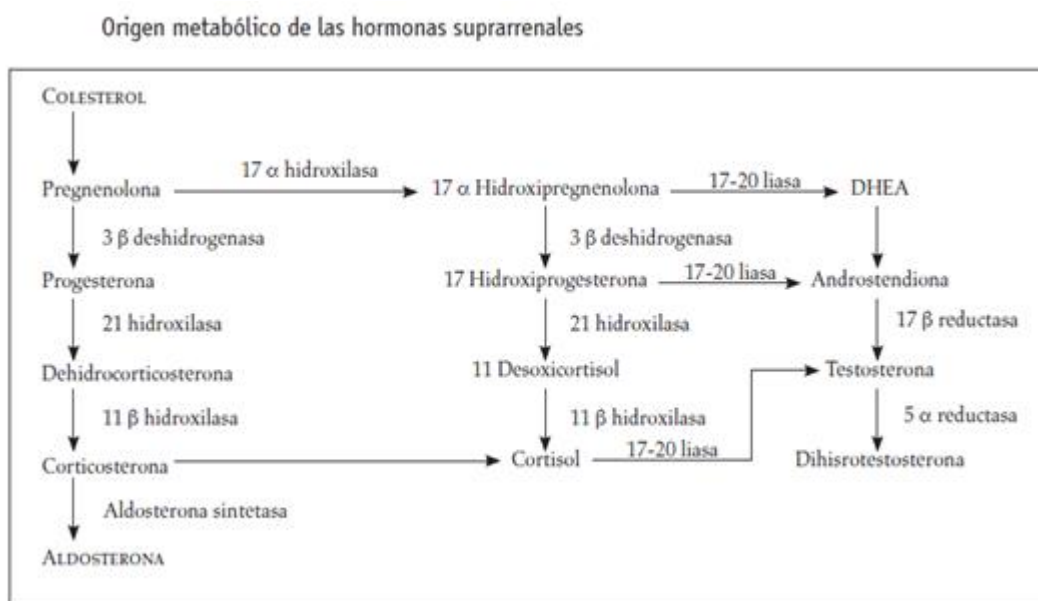 Origen metabólico de las hormonas suprarrenales
COLESTEROL
17 α hidroxilasa
17-20 liasa
Pregnenolona
17 α Hidroxipregnenolona
DHEA
3 β deshidrogenasa
3 β deshidrogenasa
17-20 liasa
Progesterona
17 Hidroxiprogesterona
Androstendiona
21 hidroxilasa
21 hidroxilasa
17 β reductasa
Dehidrocorticosterona
11 Desoxicortisol
Testosterona
11 β hidroxilasa
11 β hidroxilasa
5 α reductasa
17-20 liasa
Corticosterona
Cortisol
Dihisrotestosterona
Aldosterona sintetasa
ALDOSTERONA